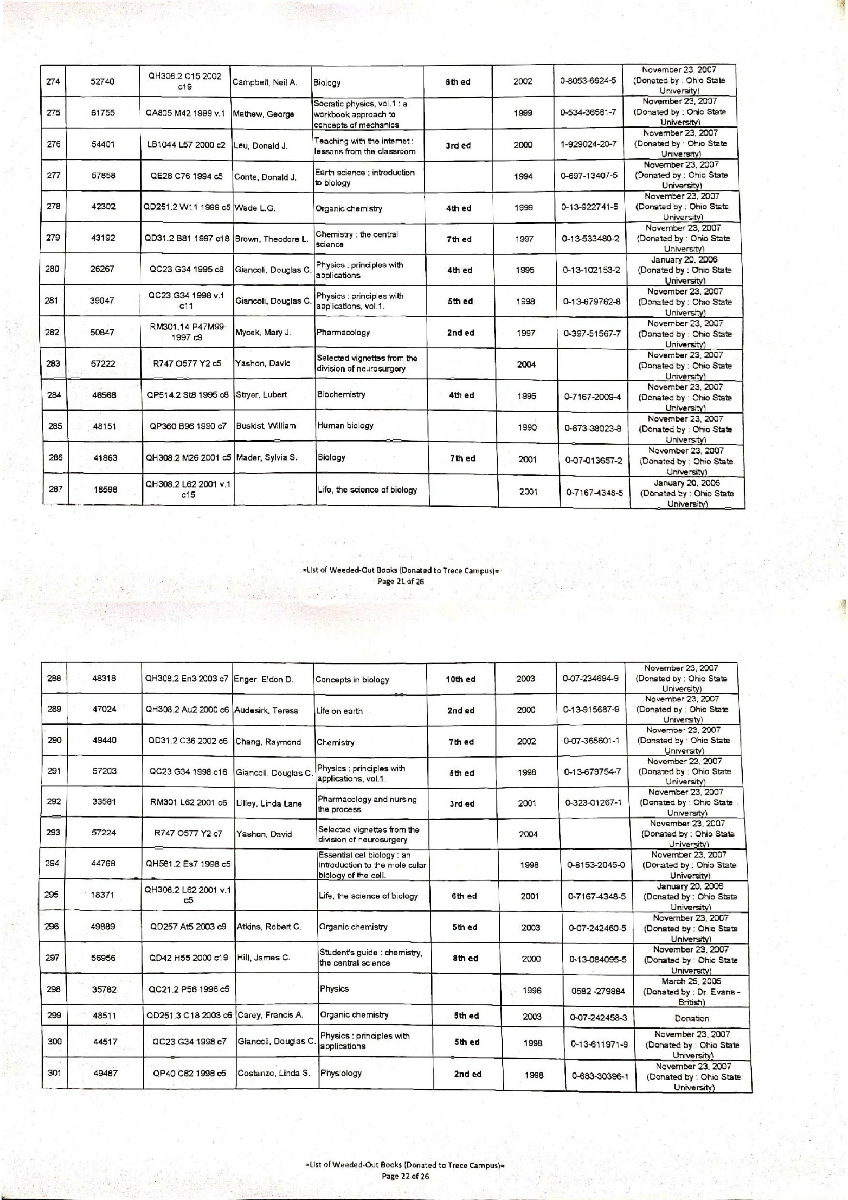 274 52740 QH308.2 C15 2002 c19 Campbell, Neil A. Biology 6th ed 2002 0-8053-6624-5 November 23, 2007 (Donated by : Ohio State University)
275 61755 QA805 M42 1999 v.1 Mathew, George Socratic physics, vol.1 : a workbook approach to concepts of mechanics 1999 0-534-36561-7 November 23, 2007 (Donated by : Ohio State University)
276 54401 LB1044 L57 2000 c2 Leu, Donald J. Teaching with the internet : lessons from the classroom 3rd ed 2000 1-929024-20-7 November 23, 2007 (Donated by : Ohio State University)
277 57858 QE28 C76 1994 c5 Conte, Donald J. Earth science : introduction to biology 1994 0-697-13407-5 November 23, 2007 (Donated by : Ohio State University)
278 42302 QD251.2 W11 1999 c5 Wade L.G. Organic chemistry 4th ed 1999 0-13-922741-5 November 23, 2007 (Donated by : Ohio State University)
279 43192 QD31.2 B81 1997 c18 Brown, Theodore L. Chemistry : the central science 7th ed 1997 0-13-533480-2 November 23, 2007 (Donated by : Ohio State University)
280 26267 QC23 G34 1995 c8 Giancoli, Douglas C. Physics : principles with applications 4th ed 1995 0-13-102153-2 January 20, 2006 (Donated by : Ohio State University)
281 39047 QC23 G34 1998 v.1 c11 Giancoli, Douglas C. Physics : principles with applications, vol.1. 5th ed 1998 0-13-679762-8 November 23, 2007 (Donated by : Ohio State University)
282 50847 RM301.14 P47M99 1997 c9 Mycek, Mary J. Pharmacology 2nd ed 1997 0-397-51567-7 November 23, 2007 (Donated by : Ohio State University)
283 57222 R747 O577 Y2 c5 Yashon, David Selected vignettes from the division of neurosurgery 2004 November 23, 2007 (Donated by : Ohio State University)
284 48568 QP514.2 St8 1995 c8 Stryer, Lubert Biochemistry 4th ed 1995 0-7167-2009-4 November 23, 2007 (Donated by : Ohio State University)
285 48151 QP360 B96 1990 c7 Buskist, William Human biology 1990 0-673-38023-8 November 23, 2007 (Donated by : Ohio State University)
286 41863 QH308.2 M26 2001 c5 Mader, Sylvia S. Biology 7th ed 2001 0-07-013657-2 November 23, 2007 (Donated by : Ohio State University)
287 18598 QH308.2 L62 2001 v.1 c15 Life, the science of biology 2001 0-7167-4348-5 January 20, 2006 (Donated by : Ohio State University)
=List of Weeded-Out Books (Donated to Trece Campus)=
Page 21 of 26
288 48318 QH308.2 En3 2003 c7 Enger, Eldon D. Concepts in biology 10th ed 2003 0-07-234694-9 November 23, 2007 (Donated by : Ohio State University)
289 47024 QH308.2 Au2 2000 c6 Audesirk, Teresa Life on earth 2nd ed 2000 0-13-915687-9 November 23, 2007 (Donated by : Ohio State University)
290 49440 QD31.2 C36 2002 c6 Chang, Raymond Chemistry 7th ed 2002 0-07-365601-1 November 23, 2007 (Donated by : Ohio State University)
291 57203 QC23 G34 1998 c16 Giancoli, Douglas C. Physics : principles with applications, vol.1. 5th ed 1998 0-13-679754-7 November 23, 2007 (Donated by : Ohio State University)
292 33581 RM301 L62 2001 c6 Lilley, Linda Lane Pharmacology and nursing the process 3rd ed 2001 0-323-01267-1 November 23, 2007 (Donated by : Ohio State University)
293 57224 R747 O577 Y2 c7 Yashon, David Selected vignettes from the division of neurosurgery 2004 November 23, 2007 (Donated by : Ohio State University)
294 44768 QH581.2 Es7 1998 c5 Essential cell biology : an introduction to the molecular biology of the cell. 1998 0-8153-2045-0 November 23, 2007 (Donated by : Ohio State University)
295 18371 QH308.2 L62 2001 v.1 c5 Life, the science of biology 6th ed 2001 0-7167-4348-5 January 20, 2006 (Donated by : Ohio State University)
296 49889 QD257 At5 2003 c9 Atkins, Robert C. Organic chemistry 5th ed 2003 0-07-242460-5 November 23, 2007 (Donated by : Ohio State University)
297 56956 QD42 H55 2000 c19 Hill, James C. Student's guide : chemistry, the central science 8th ed 2000 0-13-084095-5 November 23, 2007 (Donated by : Ohio State University)
298 35782 QC21.2 P56 1996 c5 Physics 1996 0582 -279984 March 25, 2006 (Donated by : Dr. Evans - British)
299 48511 QD251.3 C18 2003 c6 Carey, Francis A. Organic chemistry 5th ed 2003 0-07-242458-3 Donation
300 44517 QC23 G34 1998 c7 Giancoli, Douglas C. Physics : principles with applications 5th ed 1998 0-13-611971-9 November 23, 2007 (Donated by : Ohio State University)
301 49487 QP40 C82 1998 c5 Costanzo, Linda S. Physiology 2nd ed 1998 0-683-30396-1 November 23, 2007 (Donated by : Ohio State University)
=List of Weeded-Out Books (Donated to Trece Campus)=
Page 22 of 26